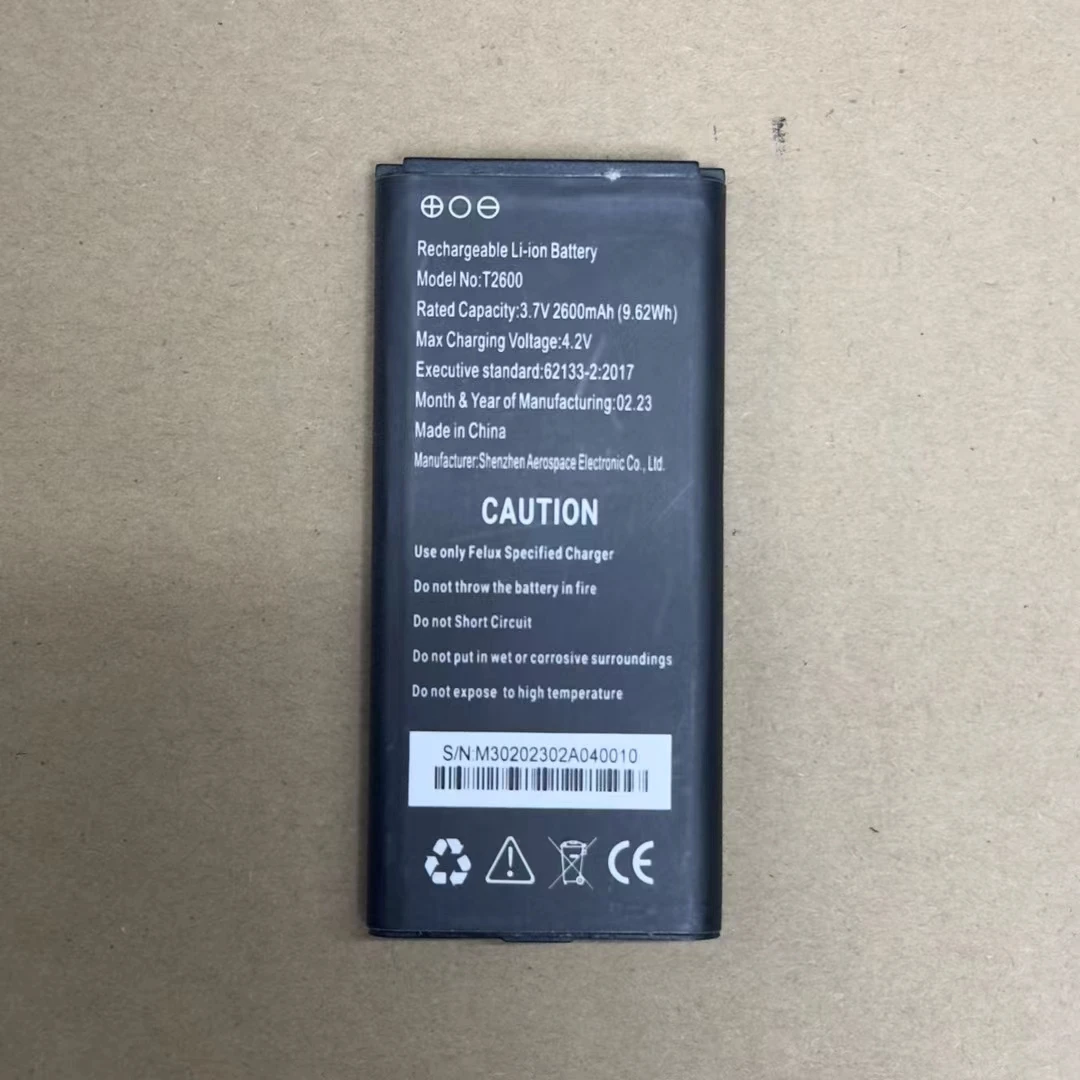 Rechargeable Li-ion Battery
Model No:T2600
Rated Capacity:3.7V 2600mAh (9.62Wh)
Max Charging Voltage:4.2V
Executive standard:62133-2:2017
Month & Year of Manufacturing:02.23
Made in China
Manufacturer:Shenzhen Aerospace Electronic Co., Ltd.
CAUTION
Use only Felux Specified Charger
Do not throw the battery in fire
Do not Short Circuit
Do not put in wet or corrosive surroundings
Do not expose to high temperature
S/N:M30202302A040010
CE